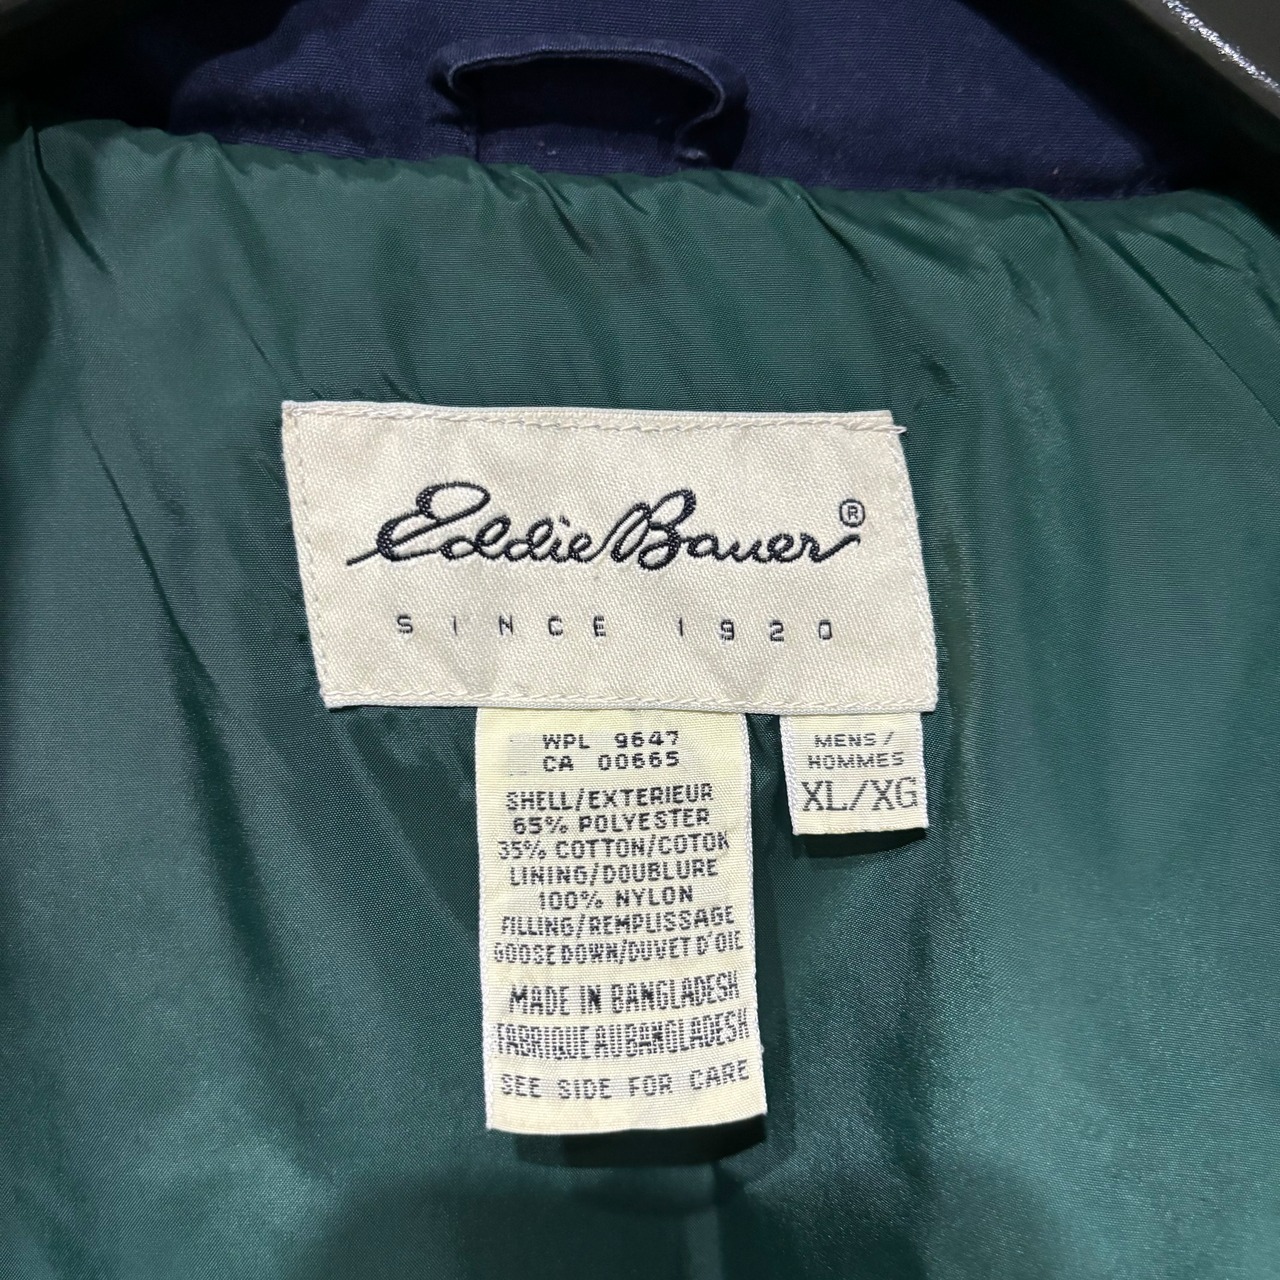 Eddie Bauer®
SINCE 1920
WPL 9647
CA 00665
SHELL/EXTERIEUR
65% POLYESTER
35% COTTON/COTON
LINING/DOUBLURE
100% NYLON
FILLING/REMPLISSAGE
GOOSE DOWN/DUVET D'OIE
MADE IN BANGLADESH
FABRIQUE AU BANGLADESH
SEE SIDE FOR CARE
MENS/
HOMMES
XL/XG